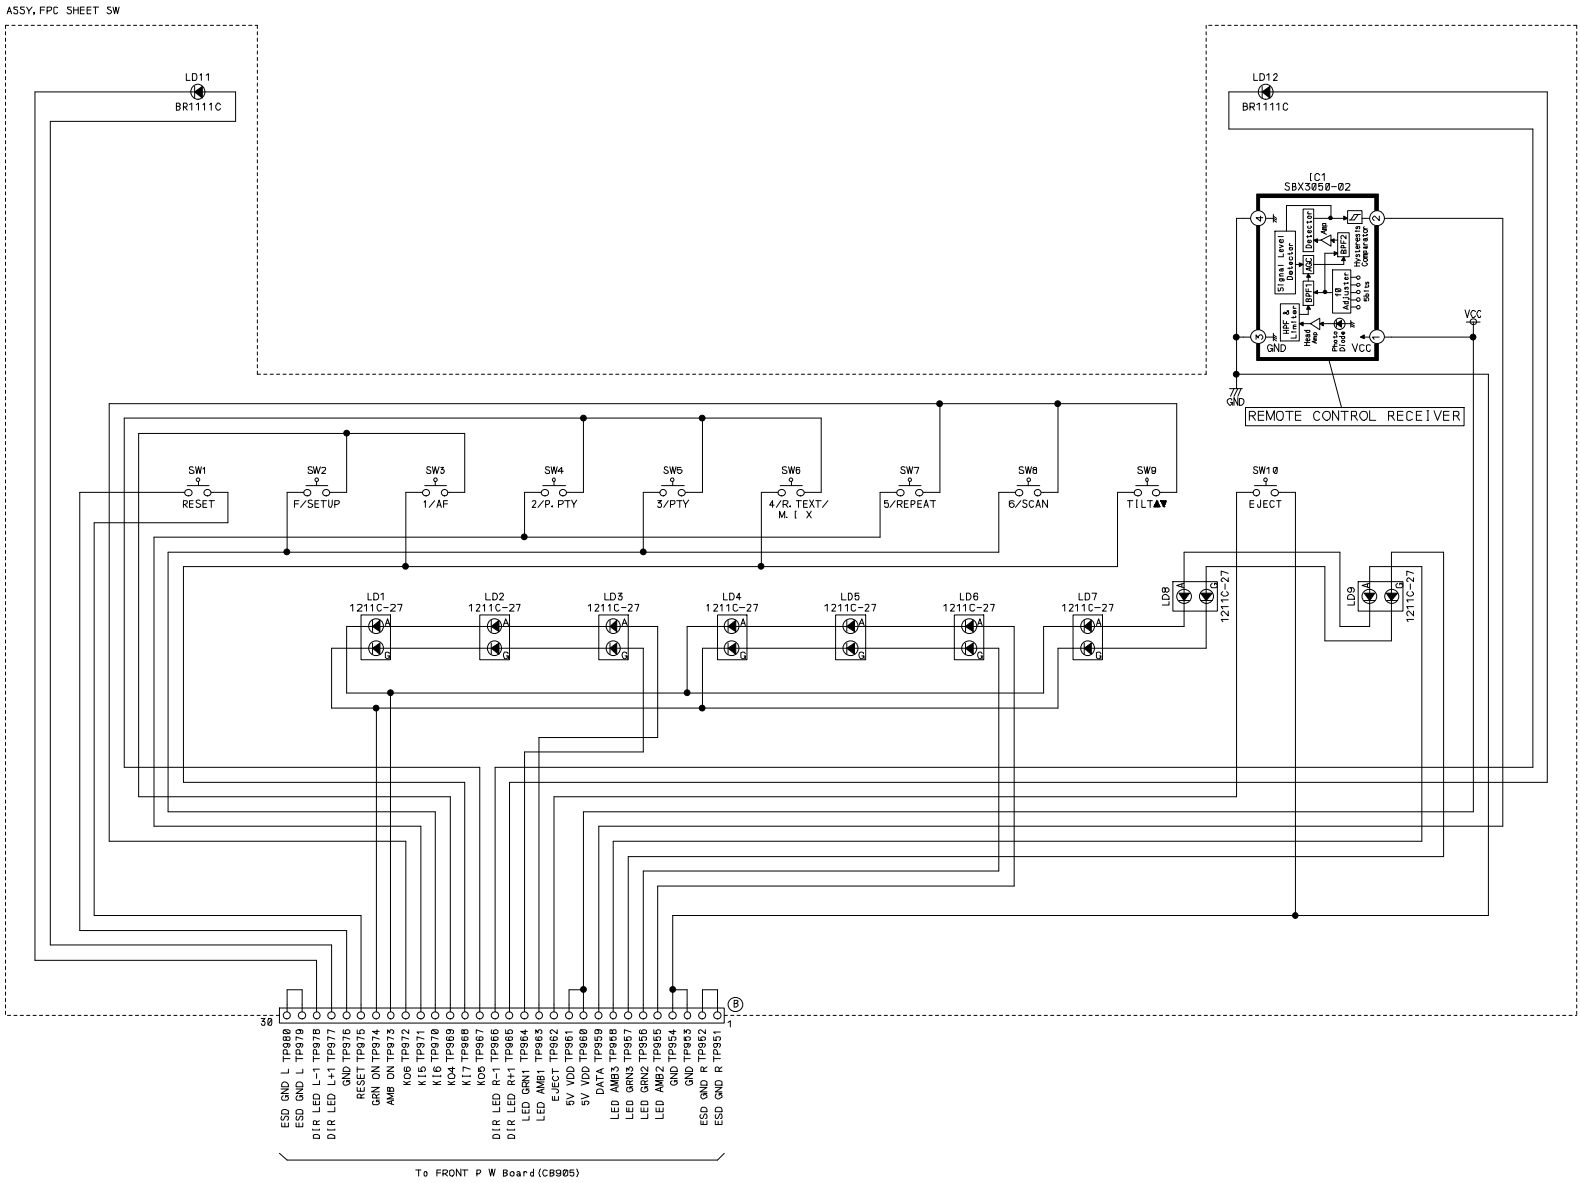 ASSY,FPC SHEET SW
LD11
BR1111C
LD12
BR1111C
IC1
SBX3050-02
4
2
3
1
Signal Level
Detector
Detector
Amp
BPF2
Hysteresis
Comparator
AGC
BPF1
f0
Adjuster
5bits
HPF &
Limiter
Head
Amp
Photo
Diode
GND
VCC
VCC
GND
REMOTE CONTROL RECEIVER
SW1
RESET
SW2
F/SETUP
SW3
1/AF
SW4
2/P.PTY
SW5
3/PTY
SW6
4/R.TEXT/
M.I X
SW7
5/REPEAT
SW8
6/SCAN
SW9
TILT▲▼
SW10
EJECT
LD1
1211C-27
A
G
LD2
1211C-27
A
G
LD3
1211C-27
A
G
LD4
1211C-27
A
G
LD5
1211C-27
A
G
LD6
1211C-27
A
G
LD7
1211C-27
A
G
LD8
A
G
1211C-27
LD9
A
G
1211C-27
B
30
1
ESD GND L TP980
ESD GND L TP979
DIR LED L-1 TP978
DIR LED L+1 TP977
GND TP976
RESET TP975
GRN ON TP974
AMB ON TP973
KO6 TP972
KI5 TP971
KI6 TP970
KO4 TP969
KI7 TP968
KO5 TP967
DIR LED R-1 TP966
DIR LED R+1 TP965
LED GRN1 TP964
LED AMB1 TP963
EJECT TP962
5V VDD TP961
5V VDD TP960
DATA TP959
LED AMB3 TP958
LED GRN3 TP957
LED GRN2 TP956
LED AMB2 TP955
GND TP954
GND TP953
ESD GND R TP952
ESD GND R TP951
To FRONT P W Board(CB905)